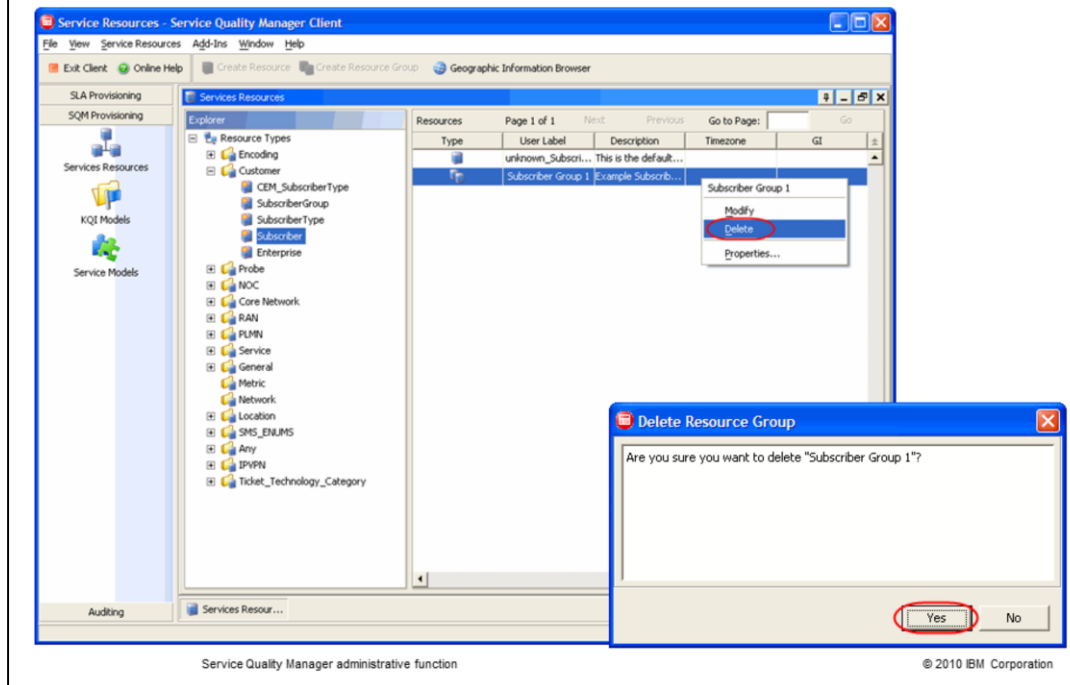 Service Resources - Service Quality Manager Client
File View Service Resources Add-Ins Window Help
Exit Client Online Help Create Resource Create Resource Group Geographic Information Browser
SLA Provisioning
SQM Provisioning
Services Resources
KQI Models
Service Models
Auditing
Services Resources
Explorer
Resource Types
Encoding
Customer
CEM_SubscriberType
SubscriberGroup
SubscriberType
Subscriber
Enterprise
Probe
NOC
Core Network
RAN
PLMN
Service
General
Metric
Network
Location
SMS_ENUMS
Any
IPVPN
Ticket_Technology_Category
Resources Page 1 of 1 Next Previous Go to Page: Go
Type User Label Description Timezone GI
unknown_Subscri... This is the default...
Subscriber Group 1 Example Subscrib...
Subscriber Group 1
Modify
Delete
Properties...
Services Resour...
Delete Resource Group
Are you sure you want to delete "Subscriber Group 1"?
Yes No
Service Quality Manager administrative function
© 2010 IBM Corporation